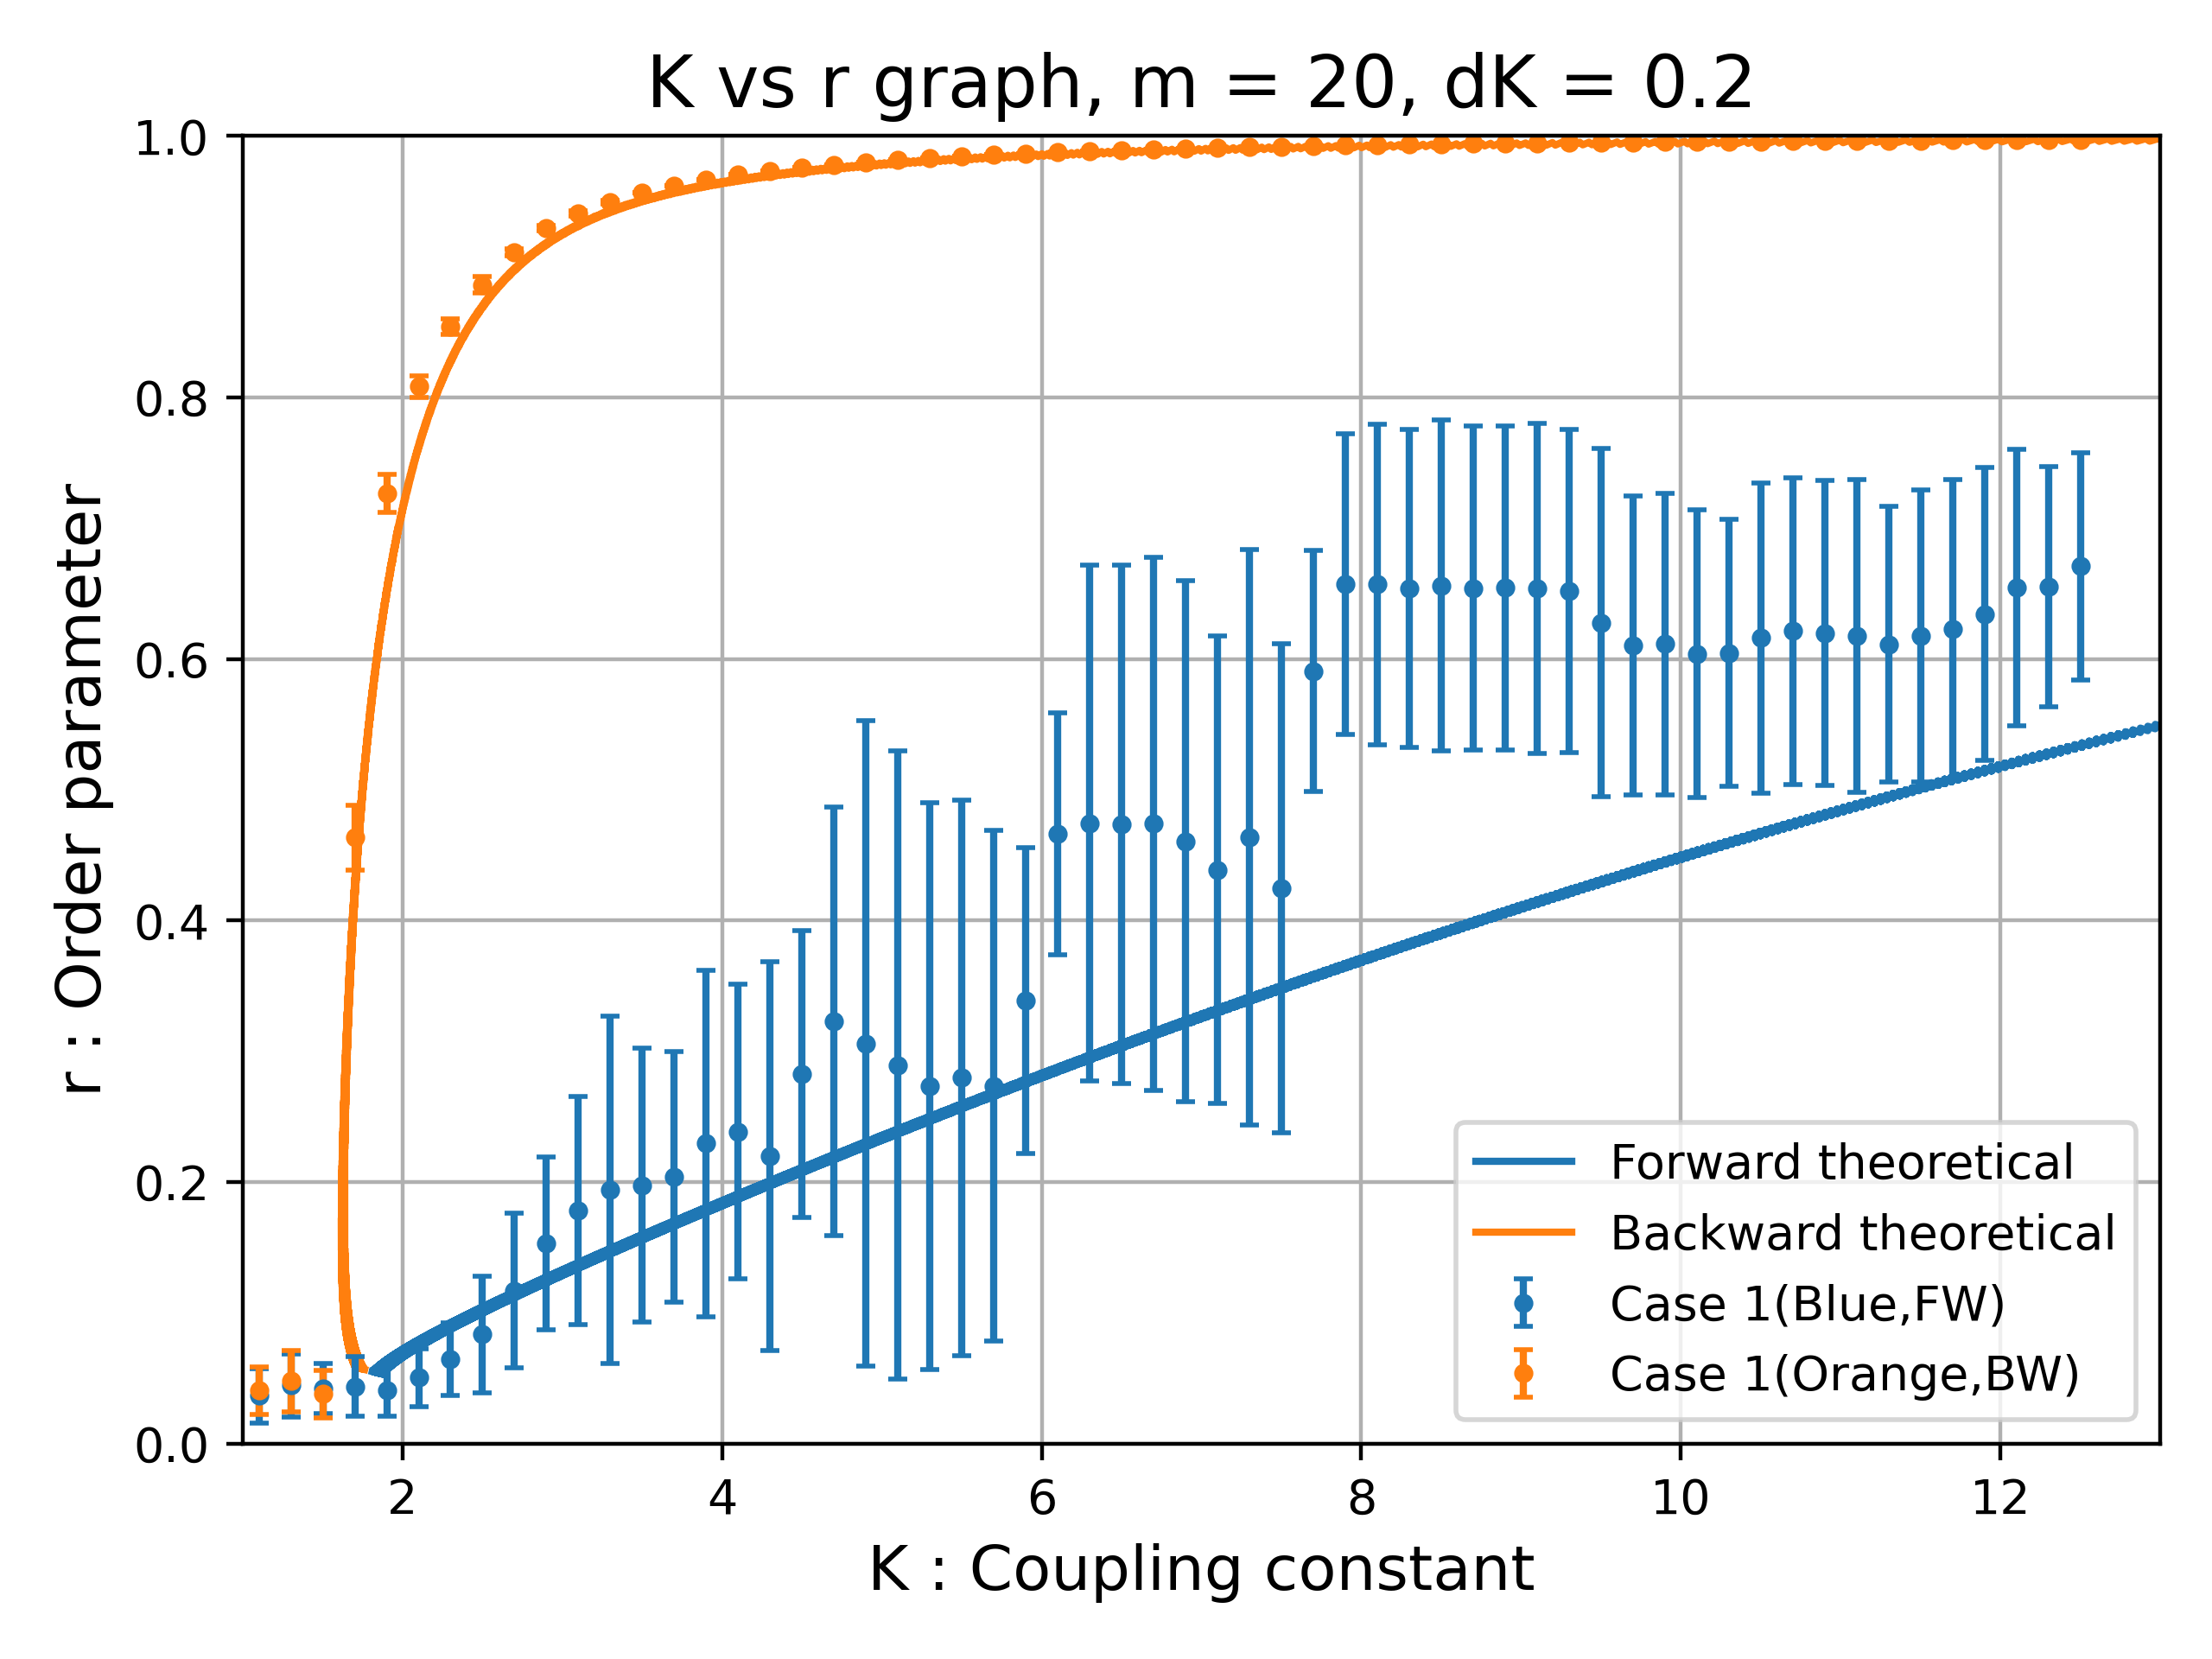 K vs r graph, m = 20, dK = 0.2
1.0
0.8
0.6
0.4
0.2
0.0
r : Order parameter
2 4 6 8 10 12
K : Coupling constant
Forward theoretical
Backward theoretical
Case 1(Blue,FW)
Case 1(Orange,BW)